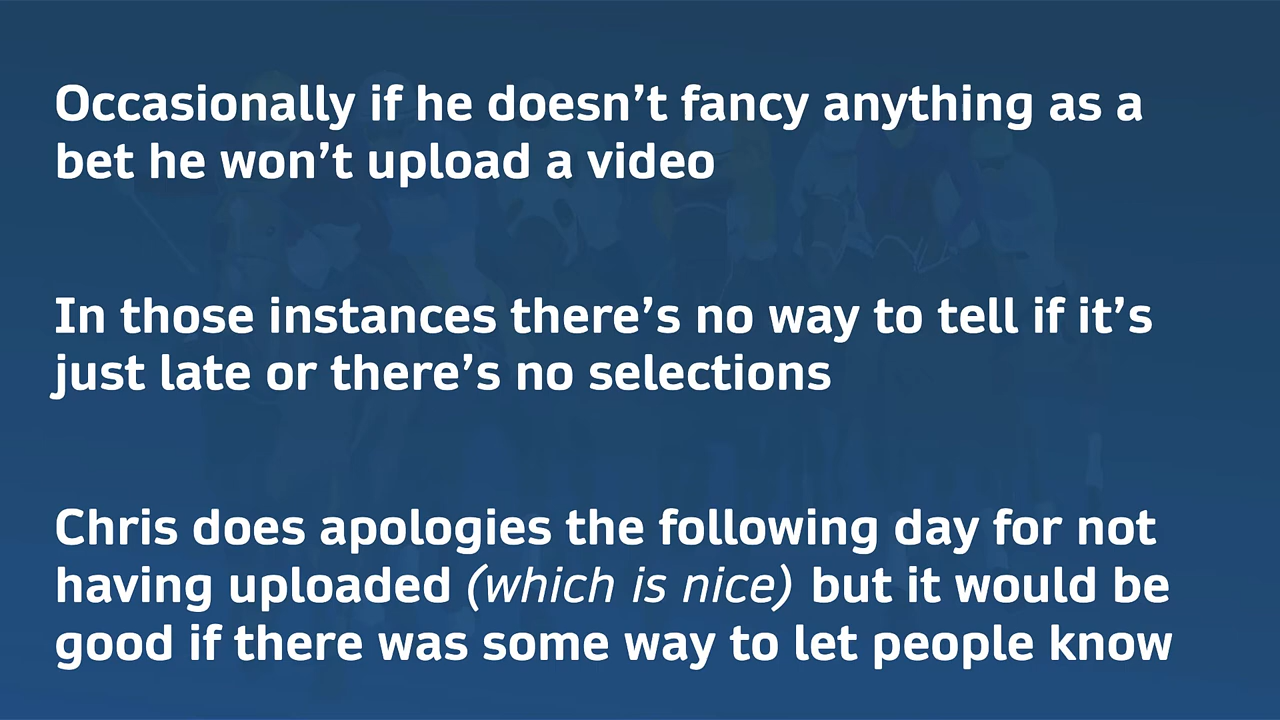 Occasionally if he doesn’t fancy anything as a
bet he won’t upload a video
In those instances there’s no way to tell if it’s
just late or there’s no selections
Chris does apologies the following day for not
having uploaded (which is nice) but it would be
good if there was some way to let people know